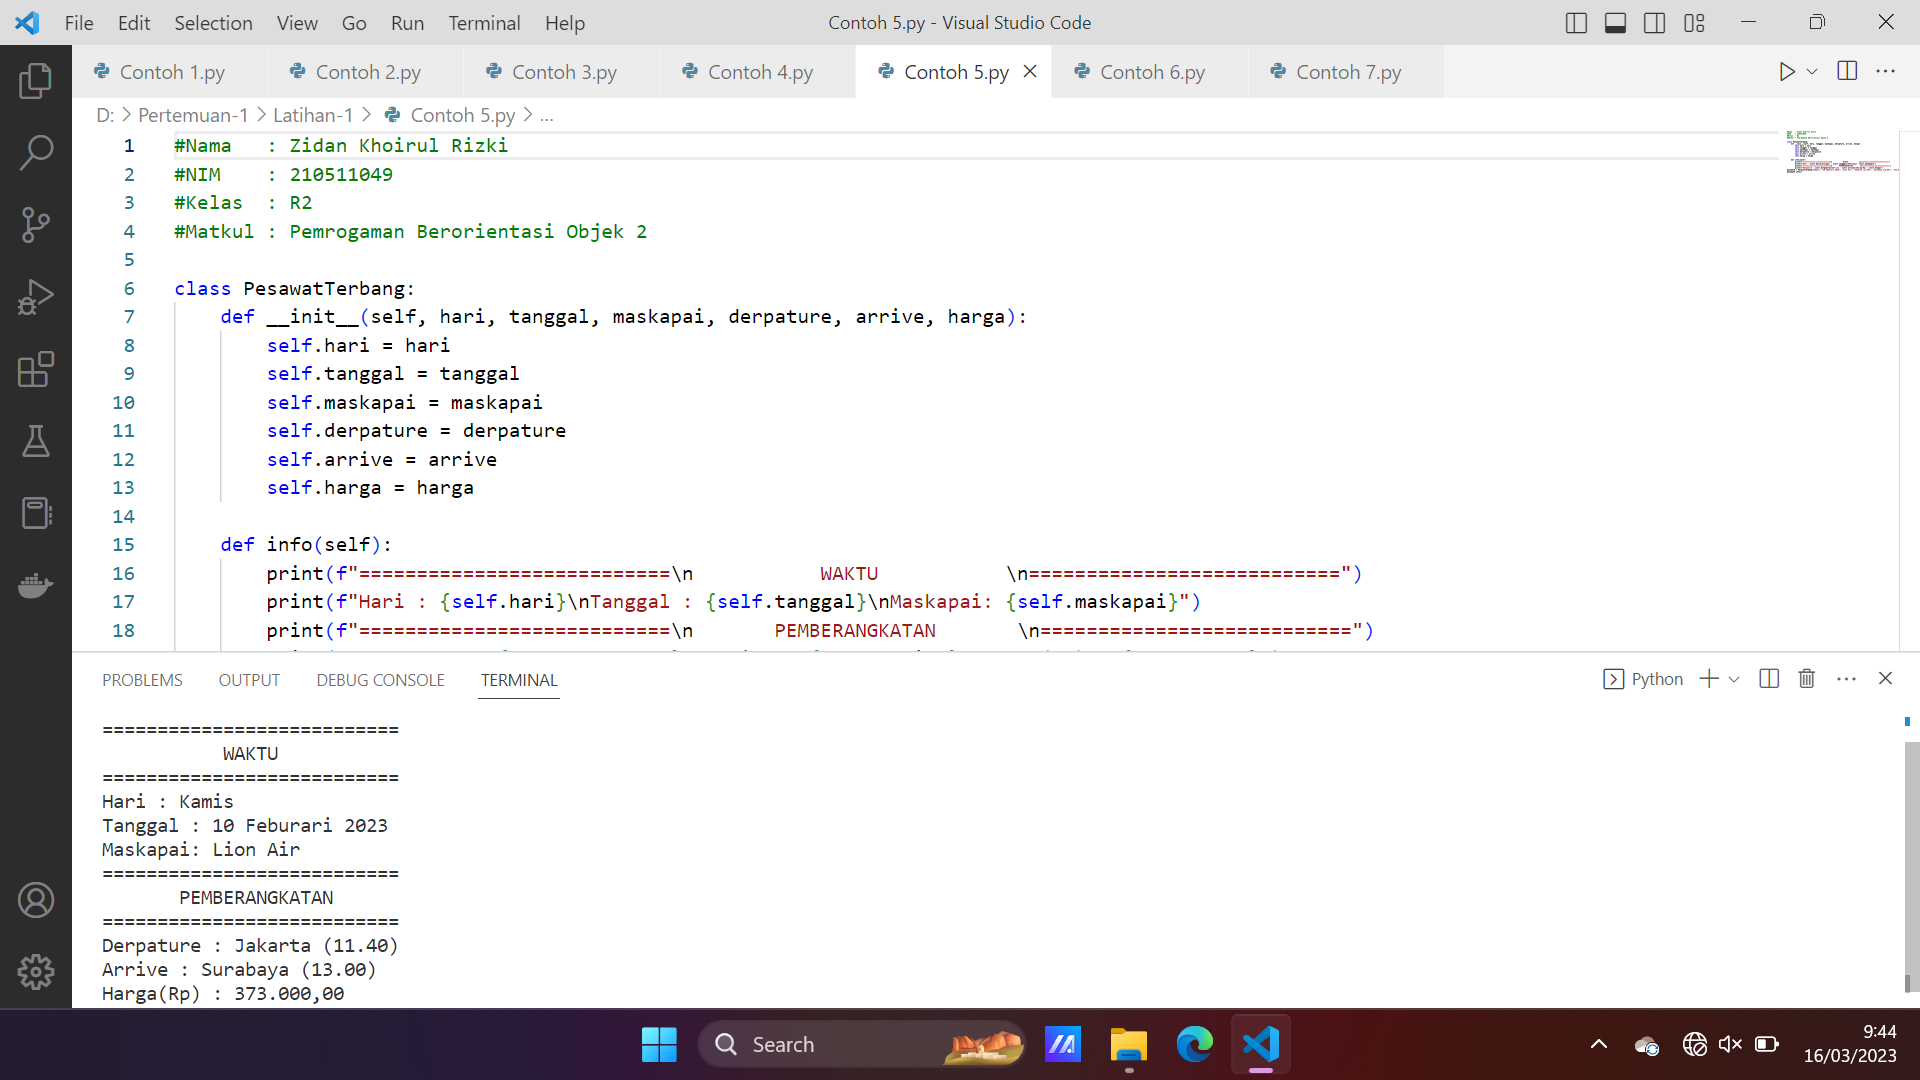 File Edit Selection View Go Run Terminal Help Contoh 5.py - Visual Studio Code
Contoh 1.py Contoh 2.py Contoh 3.py Contoh 4.py Contoh 5.py Contoh 6.py Contoh 7.py
D: > Pertemuan-1 > Latihan-1 > Contoh 5.py > ...
1 #Nama   : Zidan Khoirul Rizki
2 #NIM    : 210511049
3 #Kelas  : R2
4 #Matkul : Pemrogaman Berorientasi Objek 2
5
6 class PesawatTerbang:
7     def __init__(self, hari, tanggal, maskapai, derpature, arrive, harga):
8         self.hari = hari
9         self.tanggal = tanggal
10         self.maskapai = maskapai
11         self.derpature = derpature
12         self.arrive = arrive
13         self.harga = harga
14
15     def info(self):
16         print(f"===========================\n           WAKTU           \n===========================")
17         print(f"Hari : {self.hari}\nTanggal : {self.tanggal}\nMaskapai: {self.maskapai}")
18         print(f"===========================\n       PEMBERANGKATAN       \n===========================")
PROBLEMS OUTPUT DEBUG CONSOLE TERMINAL Python
===========================
           WAKTU
===========================
Hari : Kamis
Tanggal : 10 Feburari 2023
Maskapai: Lion Air
===========================
       PEMBERANGKATAN
===========================
Derpature : Jakarta (11.40)
Arrive : Surabaya (13.00)
Harga(Rp) : 373.000,00
Search
9:44
16/03/2023